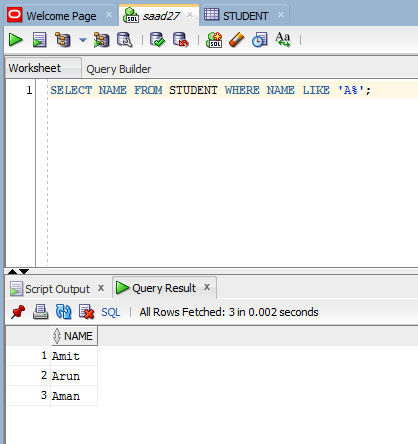 Welcome Page saad27 STUDENT
Worksheet Query Builder
1 SELECT NAME FROM STUDENT WHERE NAME LIKE 'A%';
Script Output x Query Result x
SQL | All Rows Fetched: 3 in 0.002 seconds
NAME
1 Amit
2 Arun
3 Aman